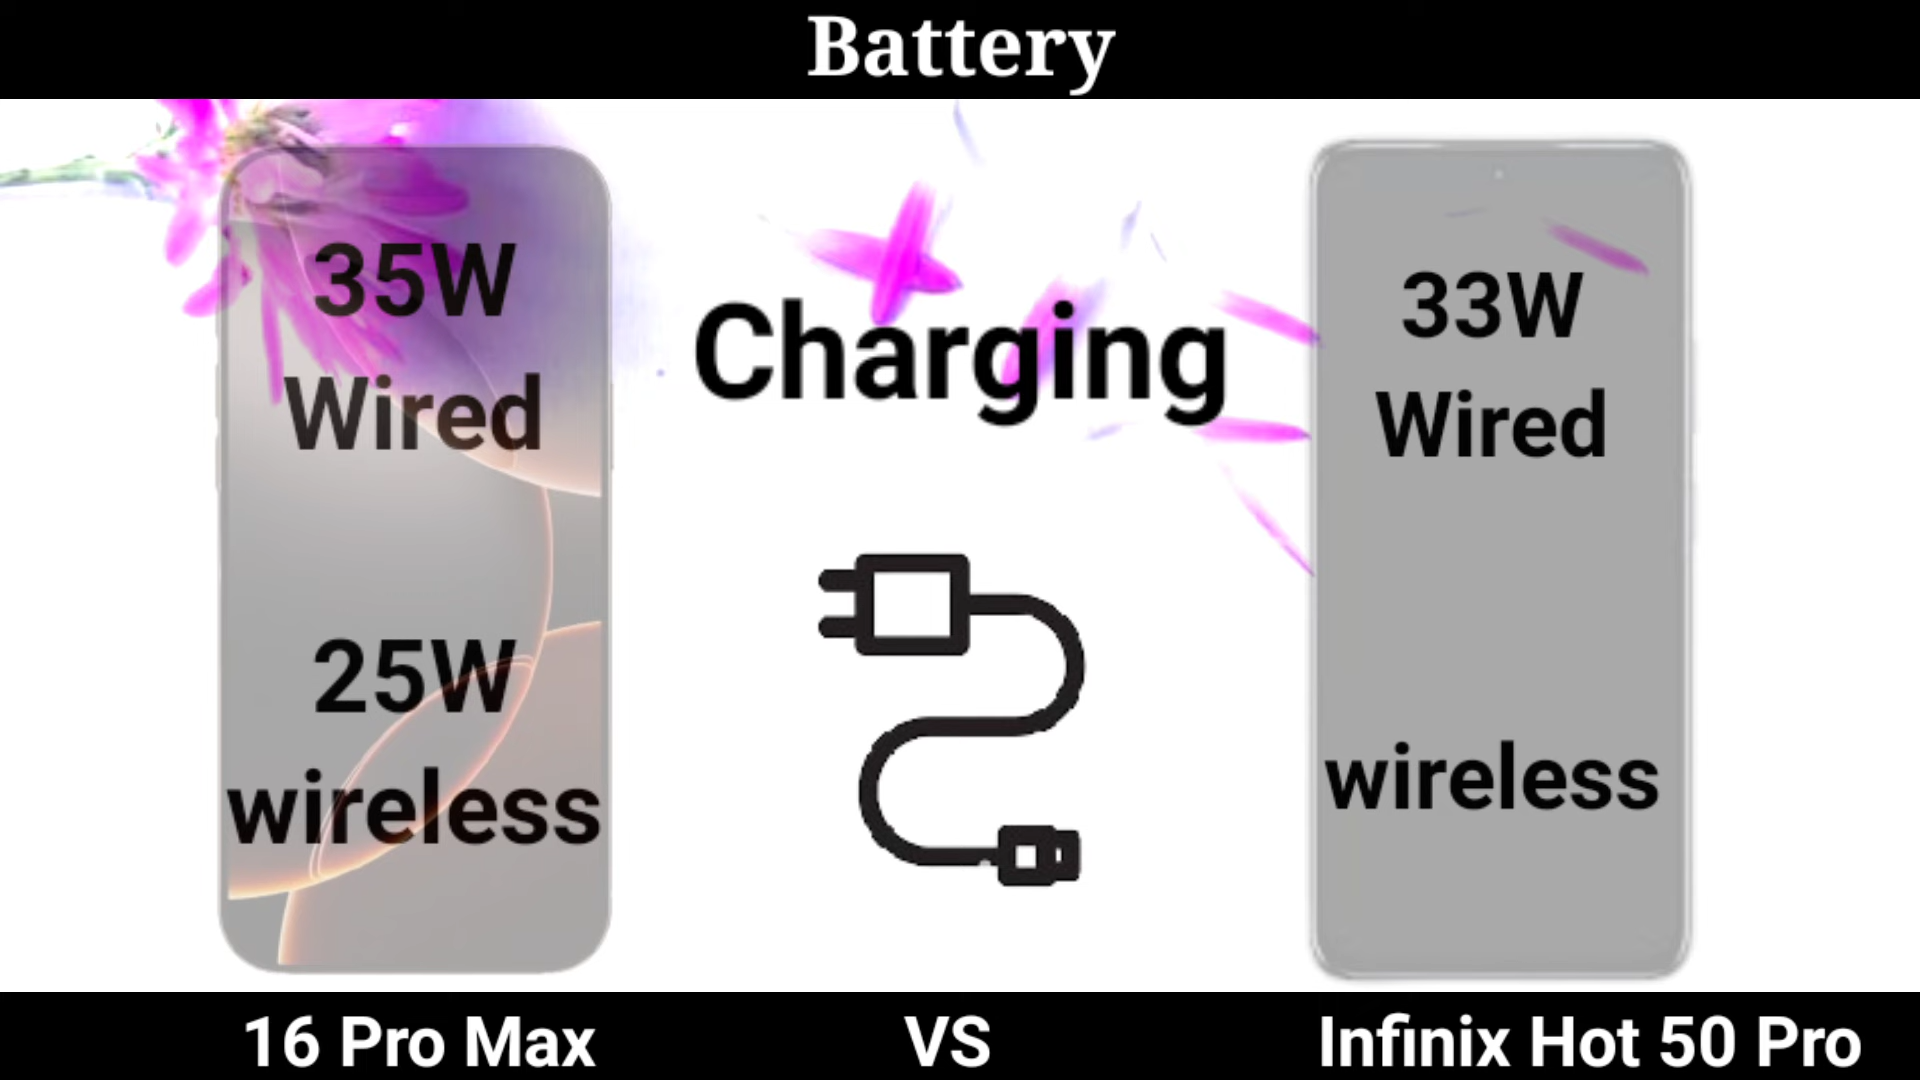 Battery
35W
Wired
25W
wireless
Charging
33W
Wired
wireless
16 Pro Max
VS
Infinix Hot 50 Pro